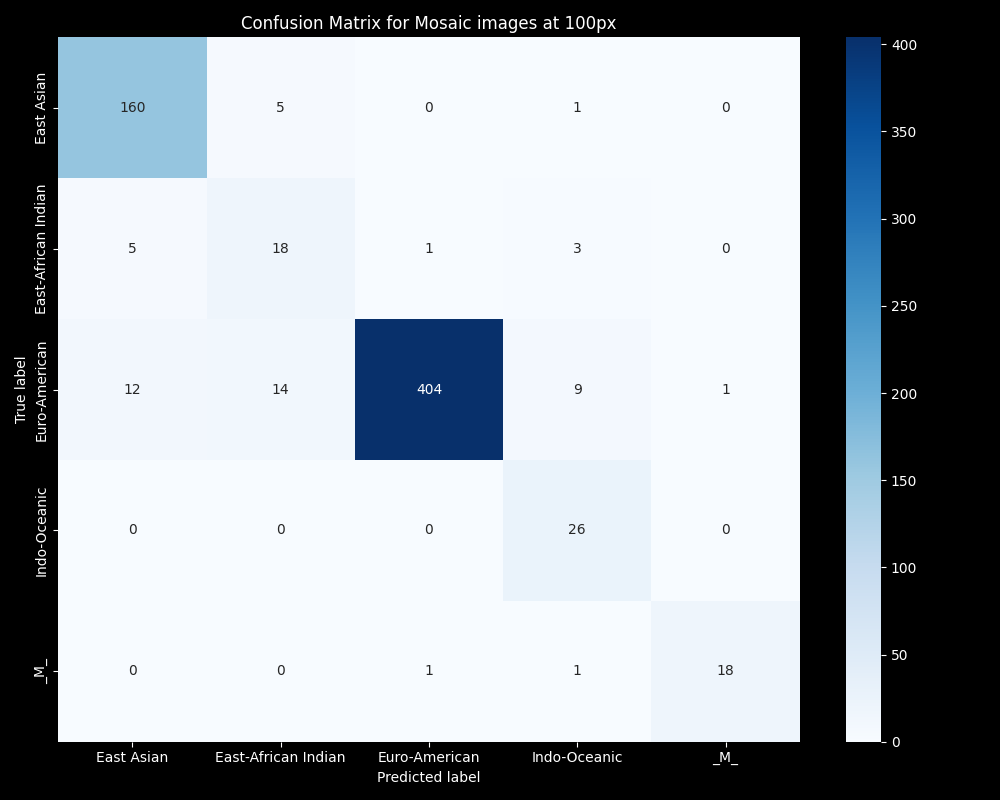 Confusion Matrix for Mosaic images at 100px
True label
East Asian
160 5 0 1 0
East-African Indian
5 18 1 3 0
Euro-American
12 14 404 9 1
Indo-Oceanic
0 0 0 26 0
_M_
0 0 1 1 18
East Asian East-African Indian Euro-American Indo-Oceanic _M_
Predicted label
400
350
300
250
200
150
100
50
0